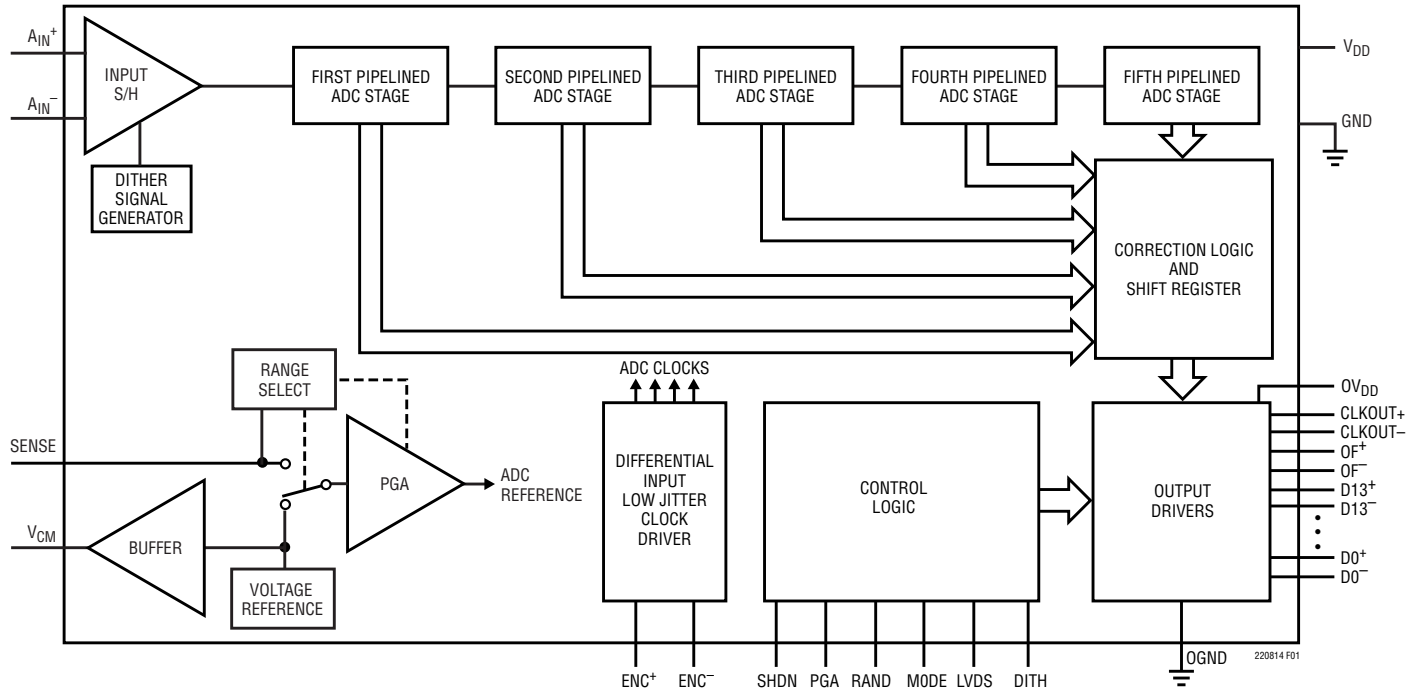 AIN+
AIN−
INPUT
S/H
DITHER
SIGNAL
GENERATOR
FIRST PIPELINED
ADC STAGE
SECOND PIPELINED
ADC STAGE
THIRD PIPELINED
ADC STAGE
FOURTH PIPELINED
ADC STAGE
FIFTH PIPELINED
ADC STAGE
VDD
GND
CORRECTION LOGIC
AND
SHIFT REGISTER
RANGE
SELECT
SENSE
PGA
ADC
REFERENCE
VCM
BUFFER
VOLTAGE
REFERENCE
ADC CLOCKS
DIFFERENTIAL
INPUT
LOW JITTER
CLOCK
DRIVER
ENC+
ENC−
CONTROL
LOGIC
SHDN
PGA
RAND
MODE
LVDS
DITH
OUTPUT
DRIVERS
OVDD
CLKOUT+
CLKOUT−
OF+
OF−
D13+
D13−
D0+
D0−
OGND
220814 F01